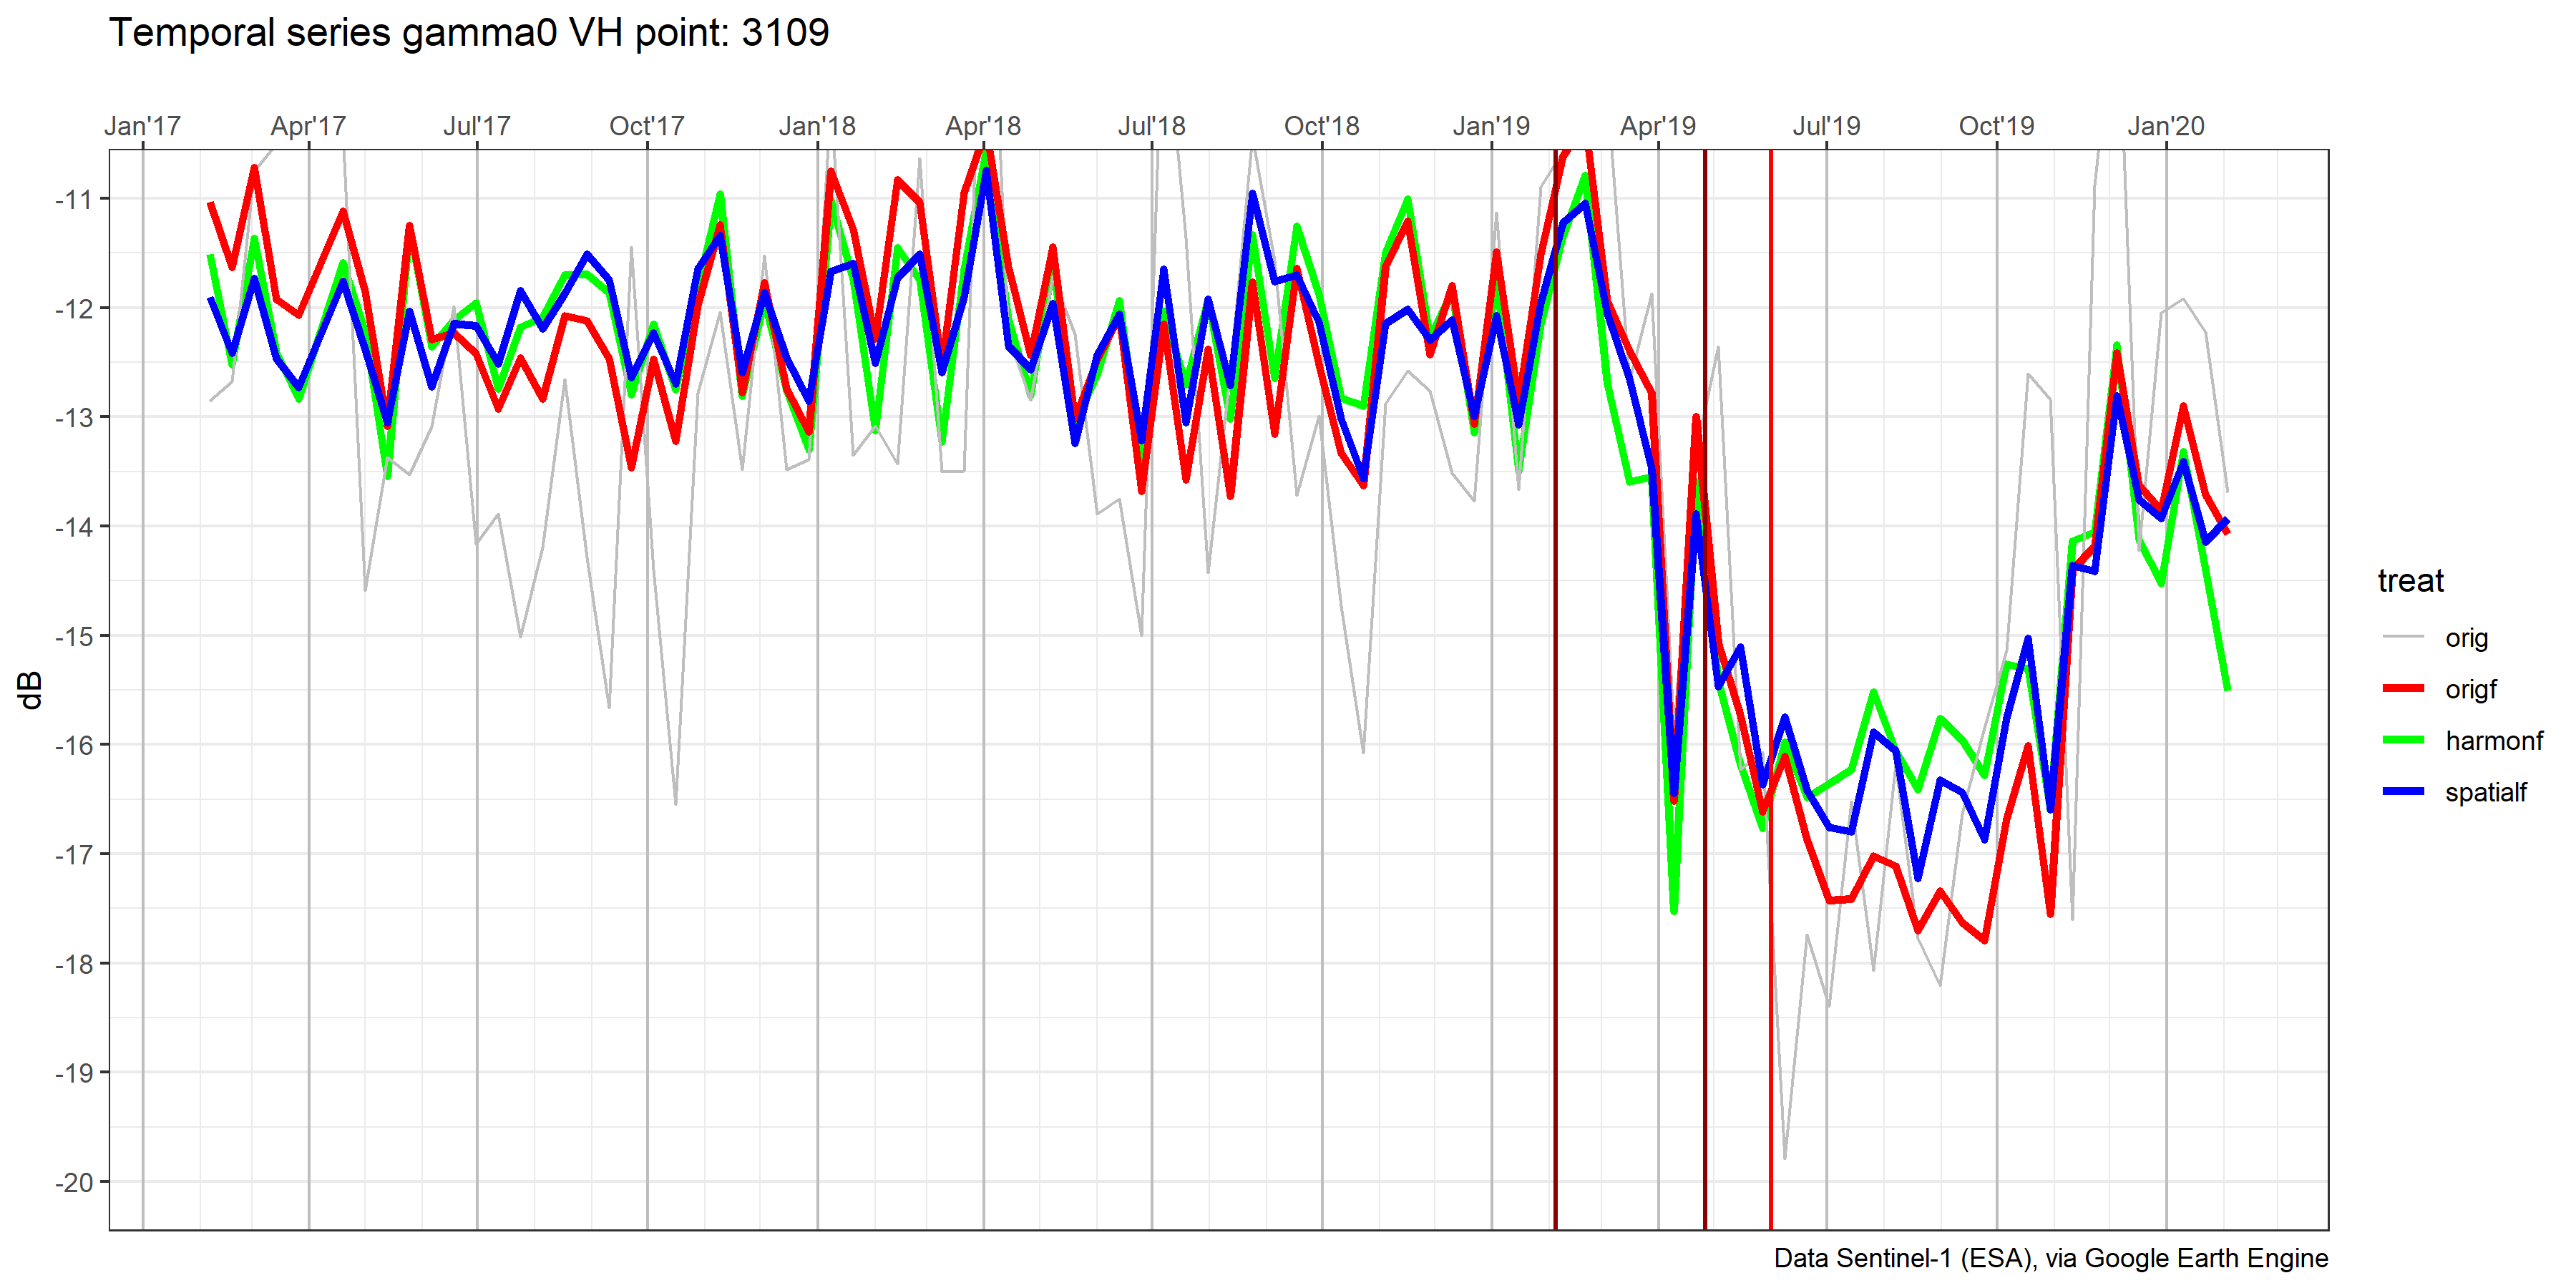 Temporal series gamma0 VH point: 3109
Jan'17 Apr'17 Jul'17 Oct'17 Jan'18 Apr'18 Jul'18 Oct'18 Jan'19 Apr'19 Jul'19 Oct'19 Jan'20
-11
-12
-13
-14
-15
-16
-17
-18
-19
-20
dB
treat
orig
origf
harmonf
spatialf
Data Sentinel-1 (ESA), via Google Earth Engine